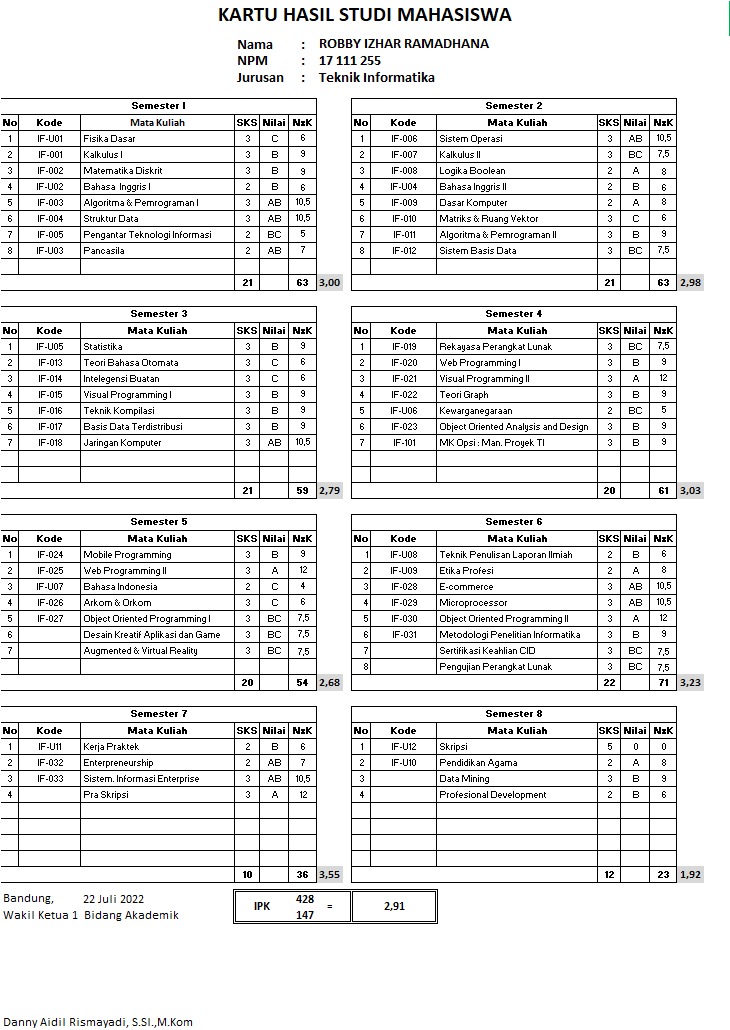 KARTU HASIL STUDI MAHASISWA
Nama : ROBBY IZHAR RAMADHANA
NPM : 17 111 255
Jurusan : Teknik Informatika
Semester I
No Kode Mata Kuliah SKS Nilai NxK
1 IF-U01 Fisika Dasar 3 C 6
2 IF-001 Kalkulus I 3 B 9
3 IF-002 Matematika Diskrit 3 B 9
4 IF-U02 Bahasa Inggris I 2 B 6
5 IF-003 Algoritma & Pemrograman I 3 AB 10,5
6 IF-004 Struktur Data 3 AB 10,5
7 IF-005 Pengantar Teknologi Informasi 2 BC 5
8 IF-U03 Pancasila 2 AB 7
21 63 3,00
Semester 2
No Kode Mata Kuliah SKS Nilai NxK
1 IF-006 Sistem Operasi 3 AB 10,5
2 IF-007 Kalkulus II 3 BC 7,5
3 IF-008 Logika Boolean 2 A 8
4 IF-U04 Bahasa Inggris II 2 B 6
5 IF-009 Dasar Komputer 2 A 8
6 IF-010 Matriks & Ruang Vektor 3 C 6
7 IF-011 Algoritma & Pemrograman II 3 B 9
8 IF-012 Sistem Basis Data 3 BC 7,5
21 63 2,98
Semester 3
No Kode Mata Kuliah SKS Nilai NxK
1 IF-U05 Statistika 3 B 9
2 IF-013 Teori Bahasa Otomata 3 C 6
3 IF-014 Intelegensi Buatan 3 C 6
4 IF-015 Visual Programming I 3 B 9
5 IF-016 Teknik Kompilasi 3 B 9
6 IF-017 Basis Data Terdistribusi 3 B 9
7 IF-018 Jaringan Komputer 3 AB 10,5
21 59 2,79
Semester 4
No Kode Mata Kuliah SKS Nilai NxK
1 IF-019 Rekayasa Perangkat Lunak 3 BC 7,5
2 IF-020 Web Programming I 3 B 9
3 IF-021 Visual Programming II 3 A 12
4 IF-022 Teori Graph 3 B 9
5 IF-U06 Kewarganegaraan 2 BC 5
6 IF-023 Object Oriented Analysis and Design 3 B 9
7 IF-101 MK Opsi : Man. Proyek TI 3 B 9
20 61 3,03
Semester 5
No Kode Mata Kuliah SKS Nilai NxK
1 IF-024 Mobile Programming 3 B 9
2 IF-025 Web Programming II 3 A 12
3 IF-U07 Bahasa Indonesia 2 C 4
4 IF-026 Arkom & Orkom 3 C 6
5 IF-027 Object Oriented Programming I 3 BC 7,5
6 Desain Kreatif Aplikasi dan Game 3 BC 7,5
7 Augmented & Virtual Reality 3 BC 7,5
20 54 2,68
Semester 6
No Kode Mata Kuliah SKS Nilai NxK
1 IF-U08 Teknik Penulisan Laporan Ilmiah 2 B 6
2 IF-U09 Etika Profesi 2 A 8
3 IF-028 E-commerce 3 AB 10,5
4 IF-029 Microprocessor 3 AB 10,5
5 IF-030 Object Oriented Programming II 3 A 12
6 IF-031 Metodologi Penelitian Informatika 3 B 9
7 Sertifikasi Keahlian CID 3 BC 7,5
8 Pengujian Perangkat Lunak 3 BC 7,5
22 71 3,23
Semester 7
No Kode Mata Kuliah SKS Nilai NxK
1 IF-U11 Kerja Praktek 2 B 6
2 IF-032 Enterpreneurship 2 AB 7
3 IF-033 Sistem. Informasi Enterprise 3 AB 10,5
4 Pra Skripsi 3 A 12
10 36 3,55
Semester 8
No Kode Mata Kuliah SKS Nilai NxK
1 IF-U12 Skripsi 5 0 0
2 IF-U10 Pendidikan Agama 2 A 8
3 Data Mining 3 B 9
4 Profesional Development 2 B 6
12 23 1,92
Bandung, 22 Juli 2022
Wakil Ketua 1 Bidang Akademik
IPK 428 = 2,91
147
Danny Aidil Rismayadi, S.SI.,M.Kom